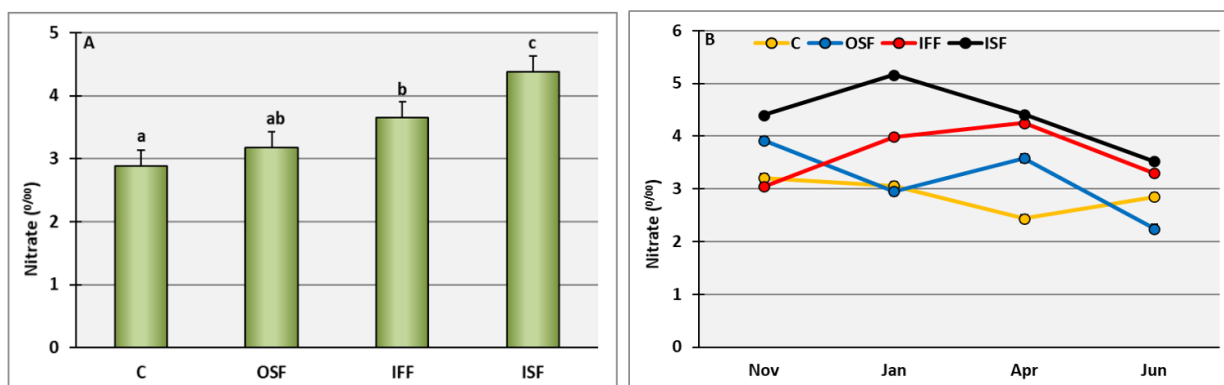 A
Nitrate (⁰/⁰⁰)
5
4
3
2
1
0
a
ab
b
c
C OSF IFF ISF
B
C OSF IFF ISF
Nitrate (⁰/⁰⁰)
6
5
4
3
2
1
0
Nov Jan Apr Jun